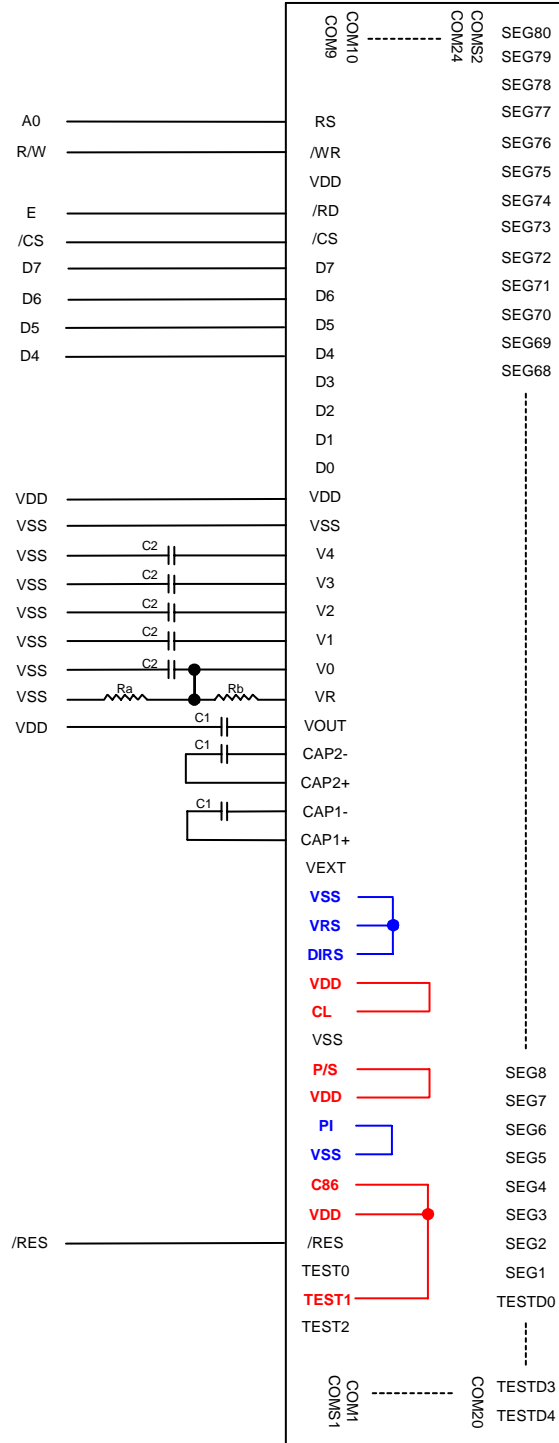 COM9 COM10 COM24 COMS2
SEG80
SEG79
SEG78
SEG77
SEG76
SEG75
SEG74
SEG73
SEG72
SEG71
SEG70
SEG69
SEG68
A0 RS
R/W /WR
VDD
E /RD
/CS /CS
D7 D7
D6 D6
D5 D5
D4 D4
D3
D2
D1
D0
VDD VDD
VSS VSS
VSS C2 V4
VSS C2 V3
VSS C2 V2
VSS C2 V1
VSS C2 V0
VSS Ra Rb VR
VDD C1 VOUT
C1 CAP2-
CAP2+
C1 CAP1-
CAP1+
VEXT
VSS
VRS
DIRS
VDD
CL
VSS
P/S
VDD
PI
VSS
C86
VDD
/RES /RES
TEST0
TEST1
TEST2
SEG8
SEG7
SEG6
SEG5
SEG4
SEG3
SEG2
SEG1
TESTD0
TESTD3
TESTD4
COMS1 COM1 COM20